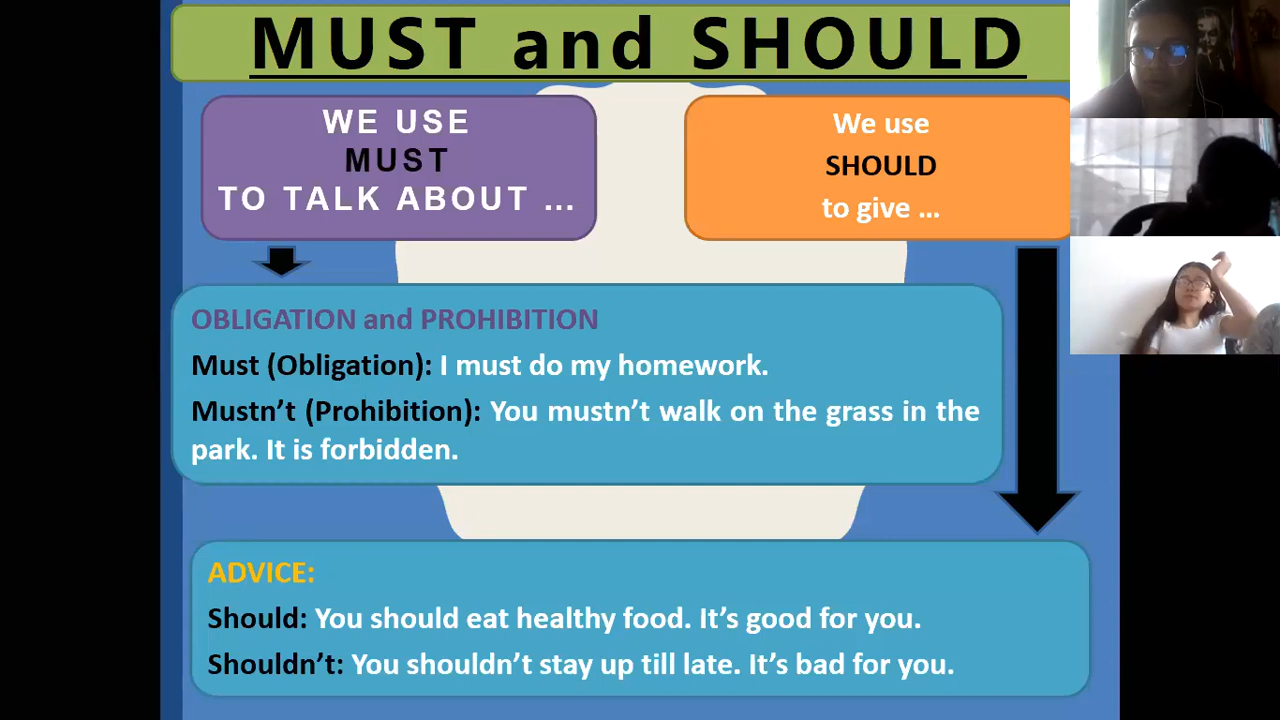 MUST and SHOULD
WE USE
MUST
TO TALK ABOUT ...
We use
SHOULD
to give ...
OBLIGATION and PROHIBITION
Must (Obligation): I must do my homework.
Mustn’t (Prohibition): You mustn’t walk on the grass in the
park. It is forbidden.
ADVICE:
Should: You should eat healthy food. It’s good for you.
Shouldn’t: You shouldn’t stay up till late. It’s bad for you.